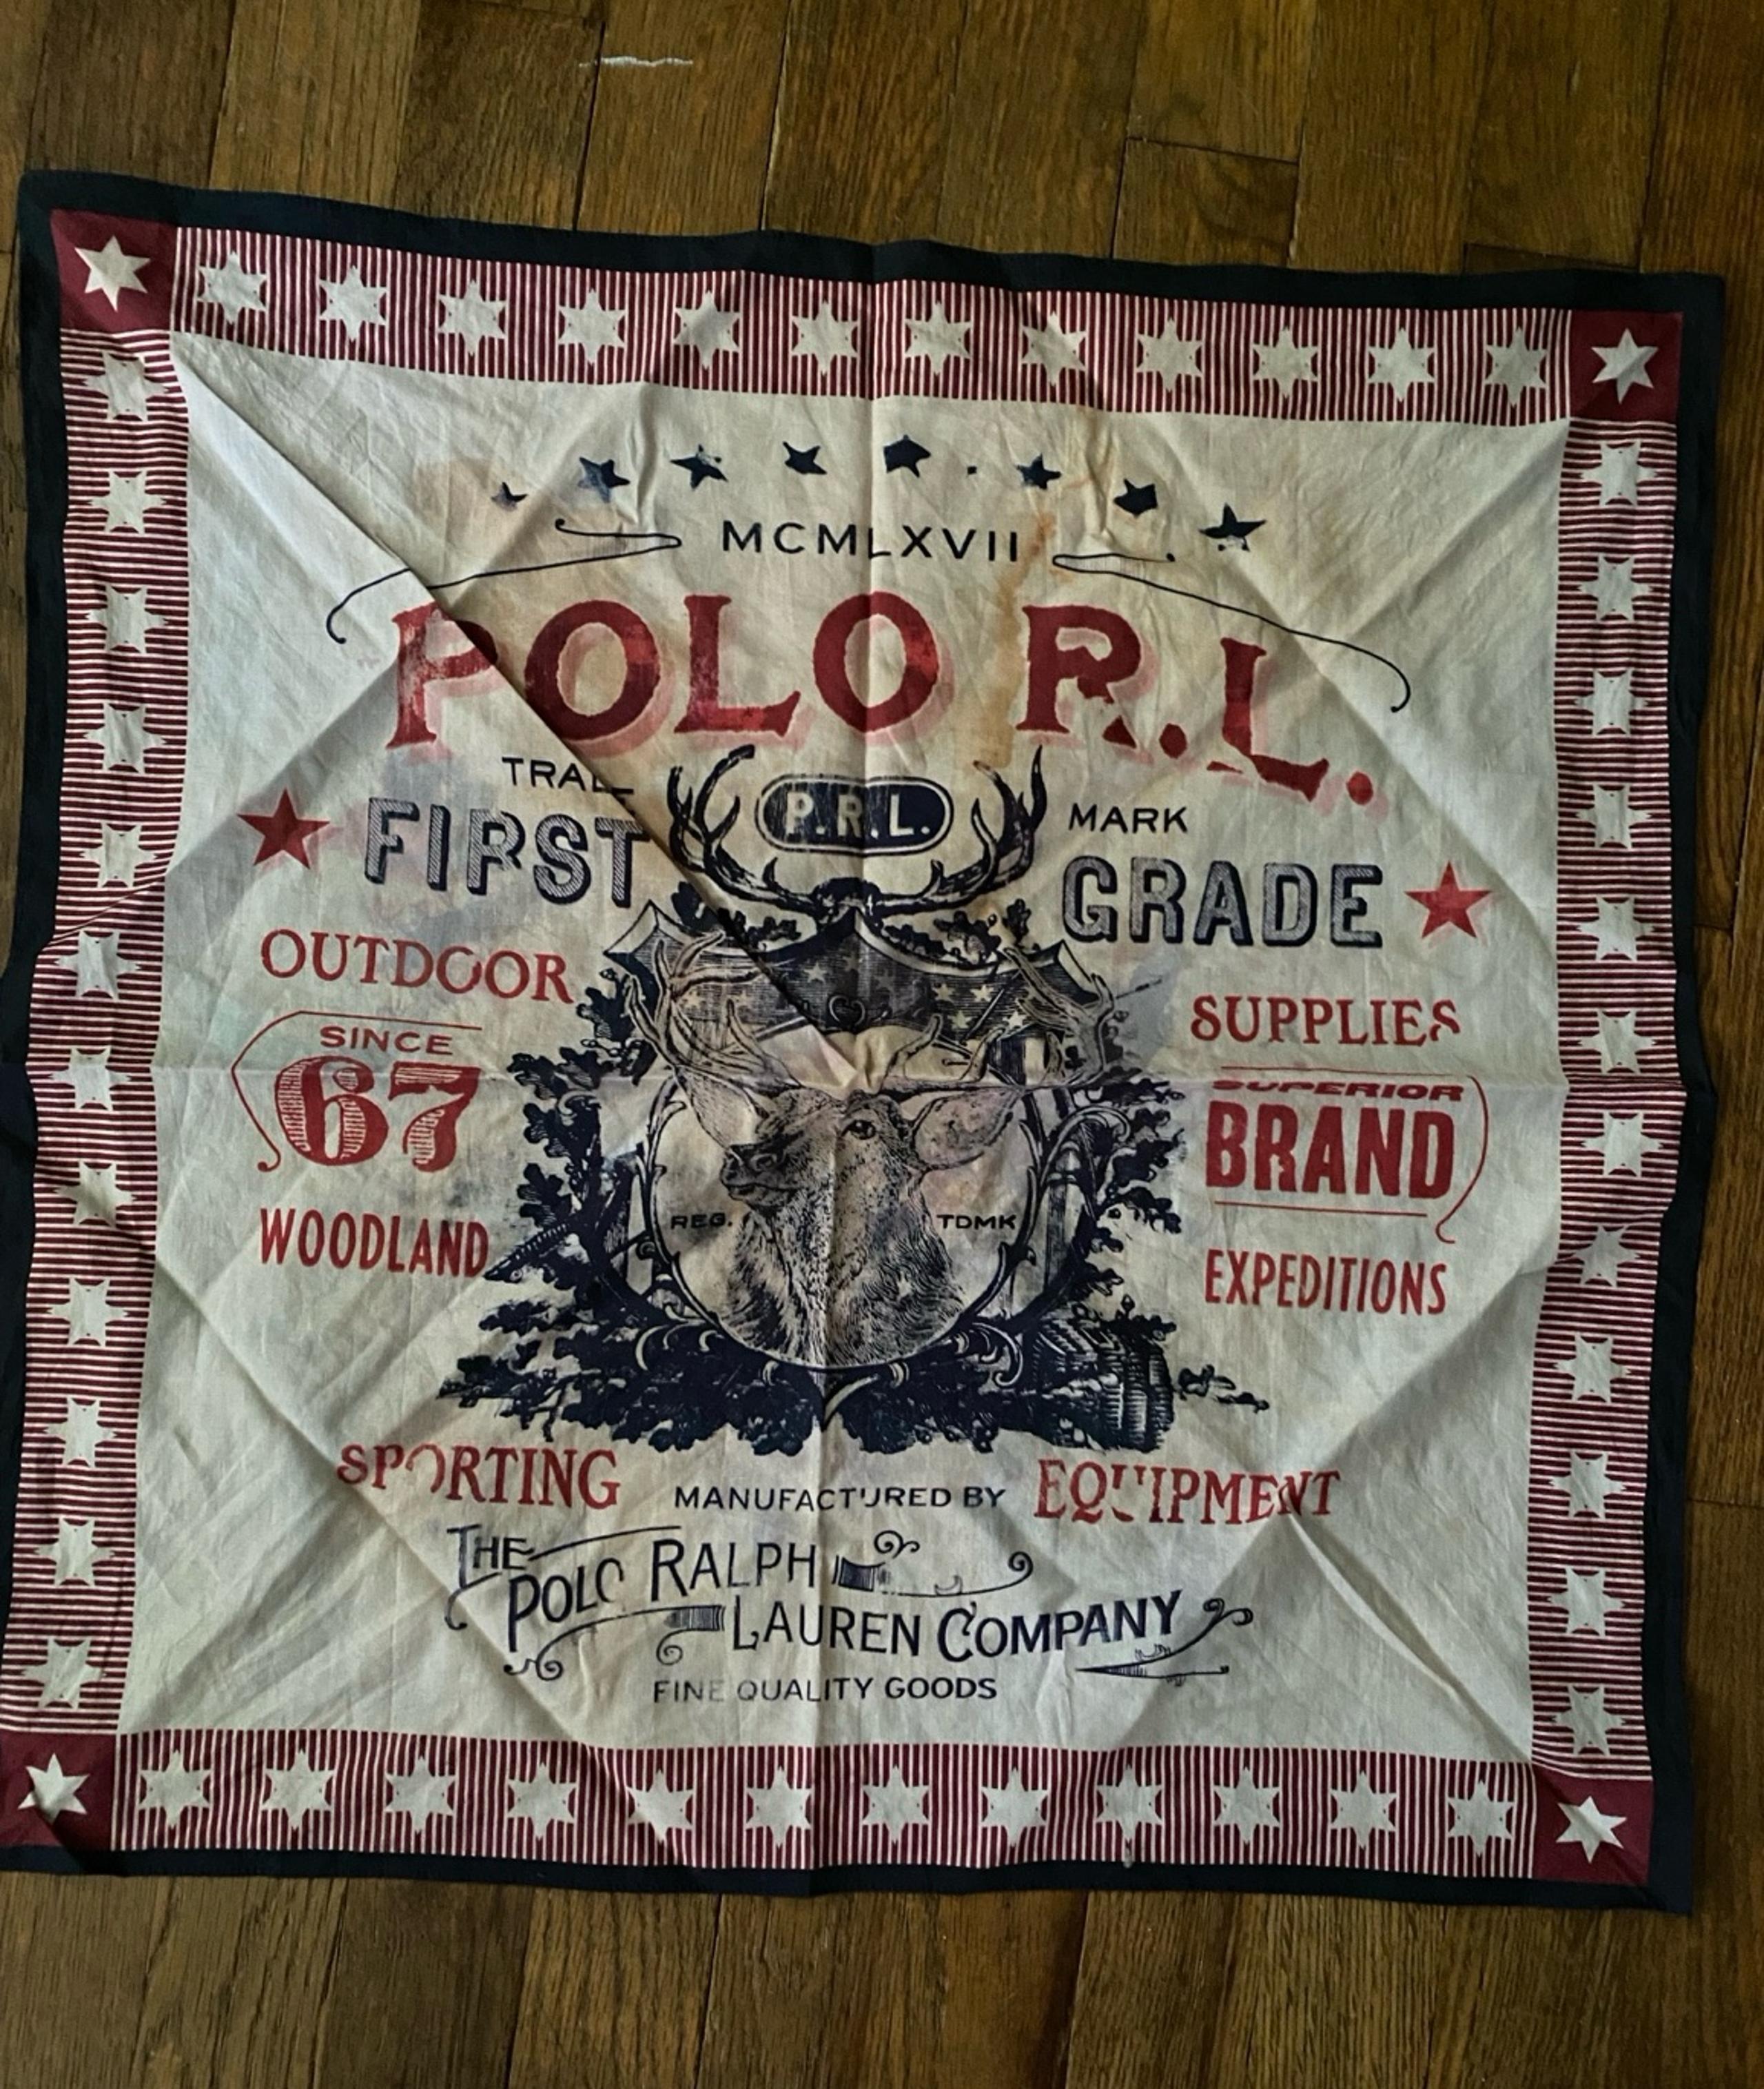 MCMLXVII
POLO R.L.
TRADE P.R.L. MARK
FIRST GRADE
OUTDOOR SUPPLIES
SINCE SUPERIOR
67 BRAND
REG. TDMK
WOODLAND EXPEDITIONS
SPORTING MANUFACTURED BY EQUIPMENT
THE POLO RALPH
LAUREN COMPANY
FINE QUALITY GOODS